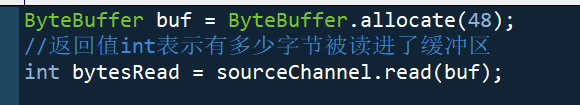 ByteBuffer buf = ByteBuffer.allocate(48);
//返回值int表示有多少字节被读进了缓冲区
int bytesRead = sourceChannel.read(buf);